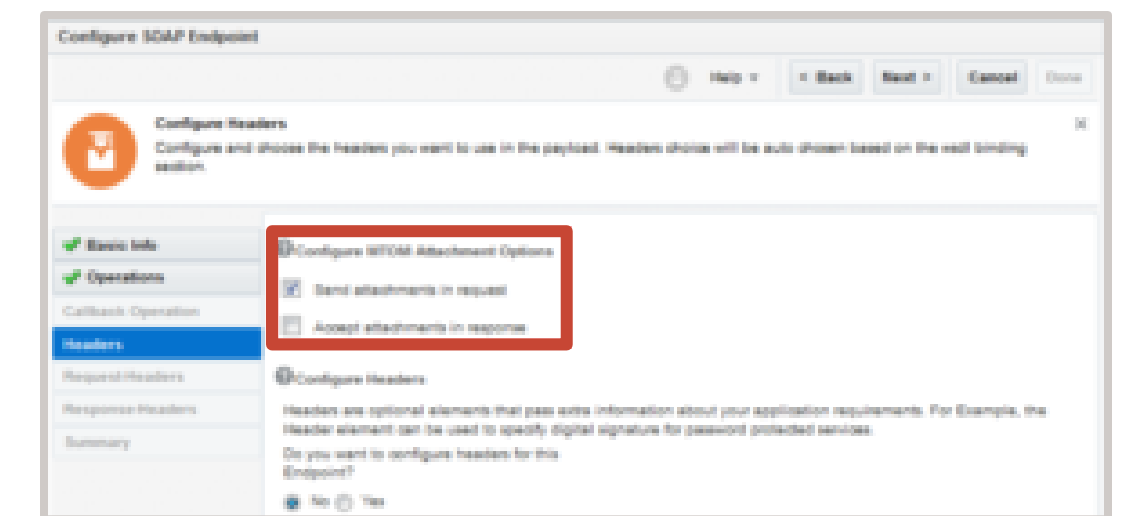 Configure SOAP Endpoint
Help
< Back
Next >
Cancel
Done
Configure Headers
Configure and choose the headers you want to use in the payload. Headers choice will be auto chosen based on the wsdl binding
section.
Basic Info
Operations
Callback Operation
Headers
Request Headers
Response Headers
Summary
Configure MTOM Attachment Options
Send attachments in request
Accept attachments in response
Configure Headers
Headers are optional elements that pass extra information about your application requirements. For Example, the
Header element can be used to specify digital signature for password protected services.
Do you want to configure headers for this
Endpoint?
No Yes